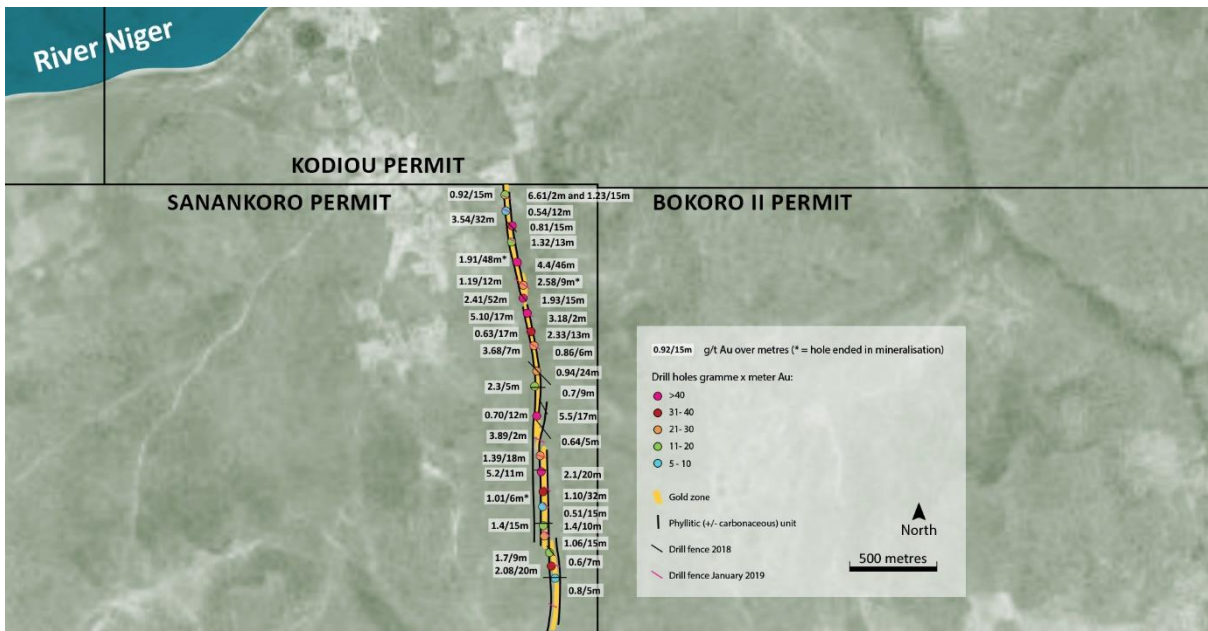 River Niger
KODIOU PERMIT
SANANKORO PERMIT
BOKORO II PERMIT
0.92/15m
6.61/2m and 1.23/15m
3.54/32m
0.54/12m
0.81/15m
1.32/13m
1.91/48m*
4.4/46m
1.19/12m
2.58/9m*
2.41/52m
1.93/15m
5.10/17m
3.18/2m
0.63/17m
2.33/13m
3.68/7m
0.86/6m
0.94/24m
2.3/5m
0.7/9m
0.70/12m
5.5/17m
3.89/2m
0.64/5m
1.39/18m
5.2/11m
2.1/20m
1.01/6m*
1.10/32m
0.51/15m
1.4/15m
1.4/10m
1.06/15m
1.7/9m
0.6/7m
2.08/20m
0.8/5m
0.92/15m g/t Au over metres (* = hole ended in mineralisation)
Drill holes gramme x meter Au:
>40
31- 40
21 - 30
11 - 20
5 - 10
Gold zone
Phyllitic (+/- carbonaceous) unit
Drill fence 2018
Drill fence January 2019
North
500 metres